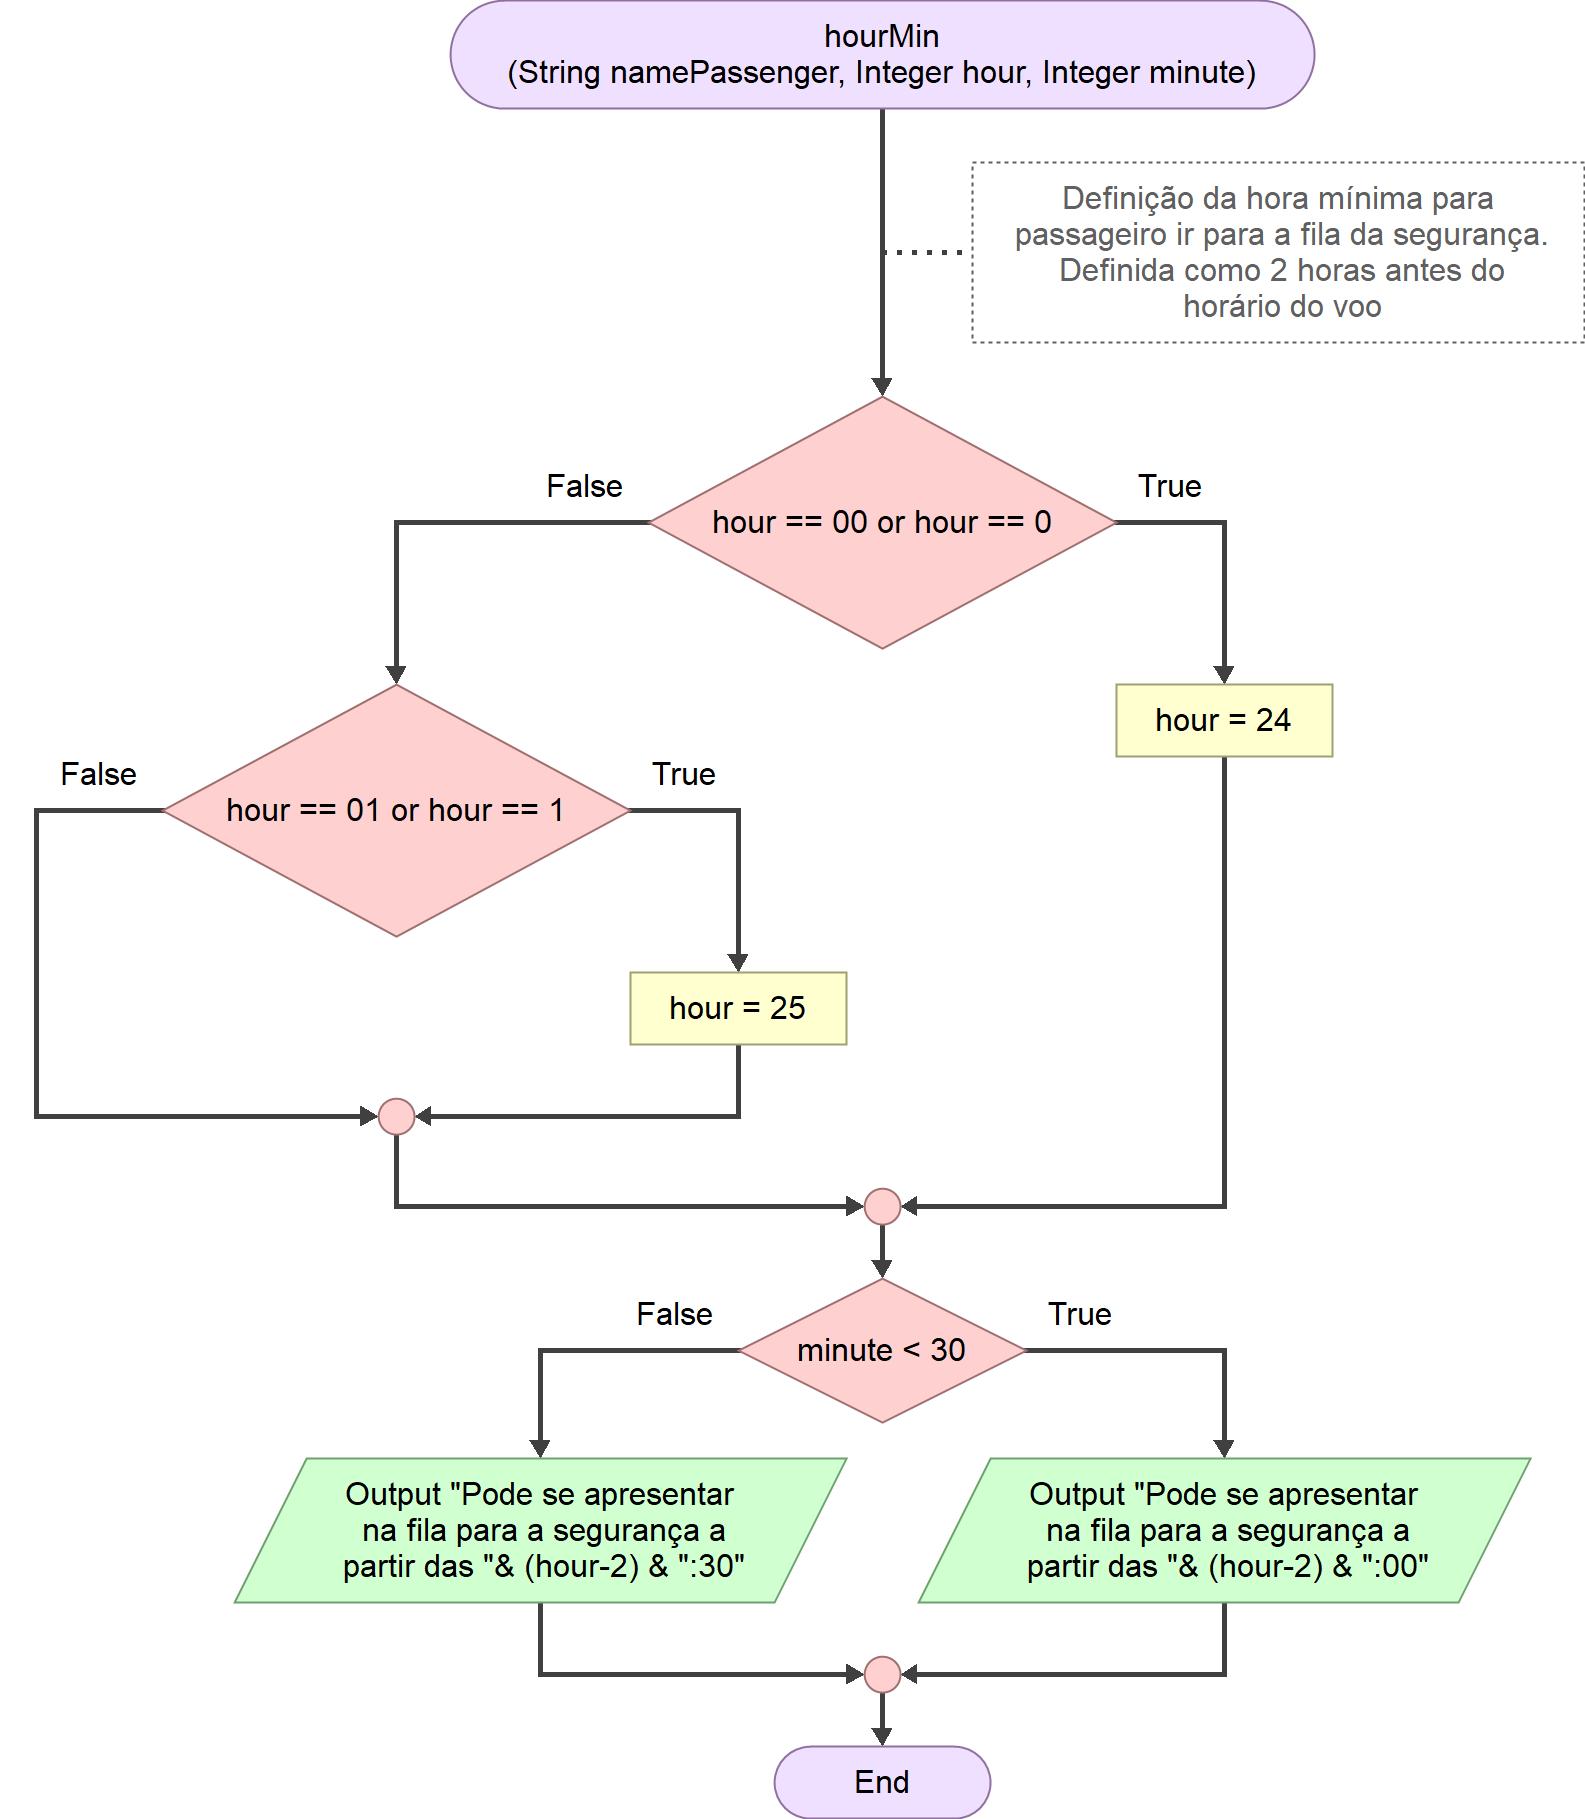 hourMin
(String namePassenger, Integer hour, Integer minute)
Definição da hora mínima para
passageiro ir para a fila da segurança.
Definida como 2 horas antes do
horário do voo
False
True
hour == 00 or hour == 0
False
True
hour == 01 or hour == 1
hour = 24
hour = 25
False
True
minute < 30
Output "Pode se apresentar
na fila para a segurança a
partir das "& (hour-2) & ":30"
Output "Pode se apresentar
na fila para a segurança a
partir das "& (hour-2) & ":00"
End